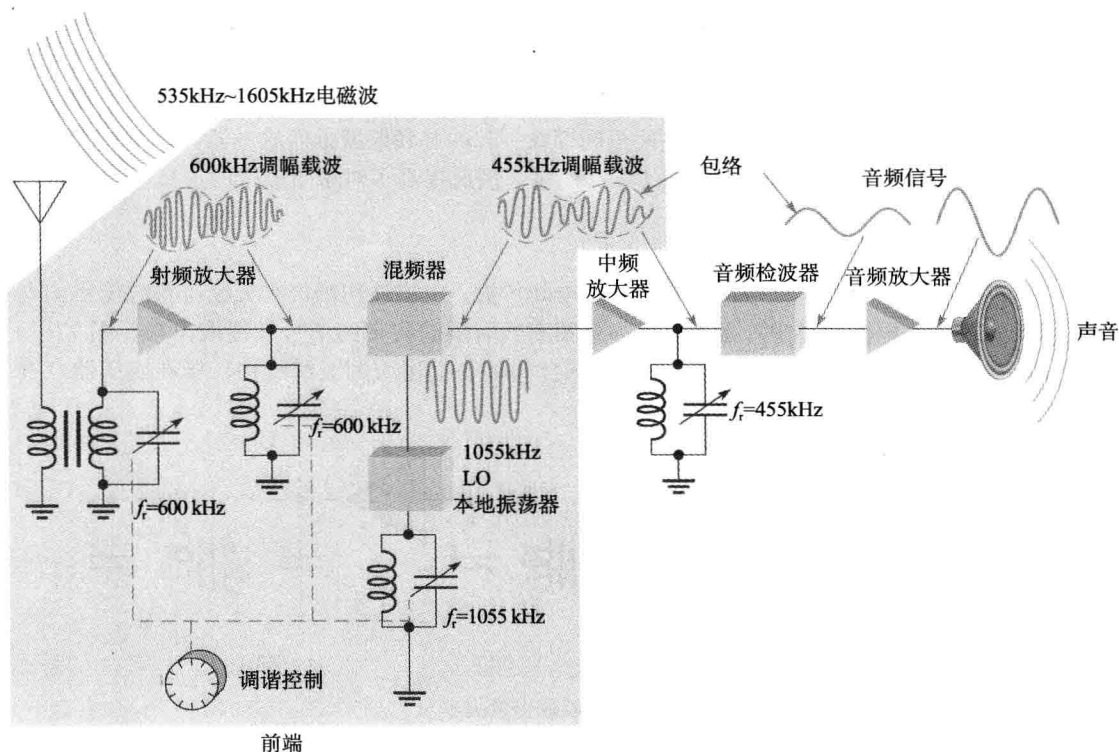 535kHz~1605kHz电磁波
600kHz调幅载波
455kHz调幅载波
包络
音频信号
射频放大器
混频器
中频
放大器
音频检波器
音频放大器
声音
fr=600 kHz
fr=600 kHz
1055kHz
LO
本地振荡器
fr=455kHz
fr=1055 kHz
调谐控制
前端